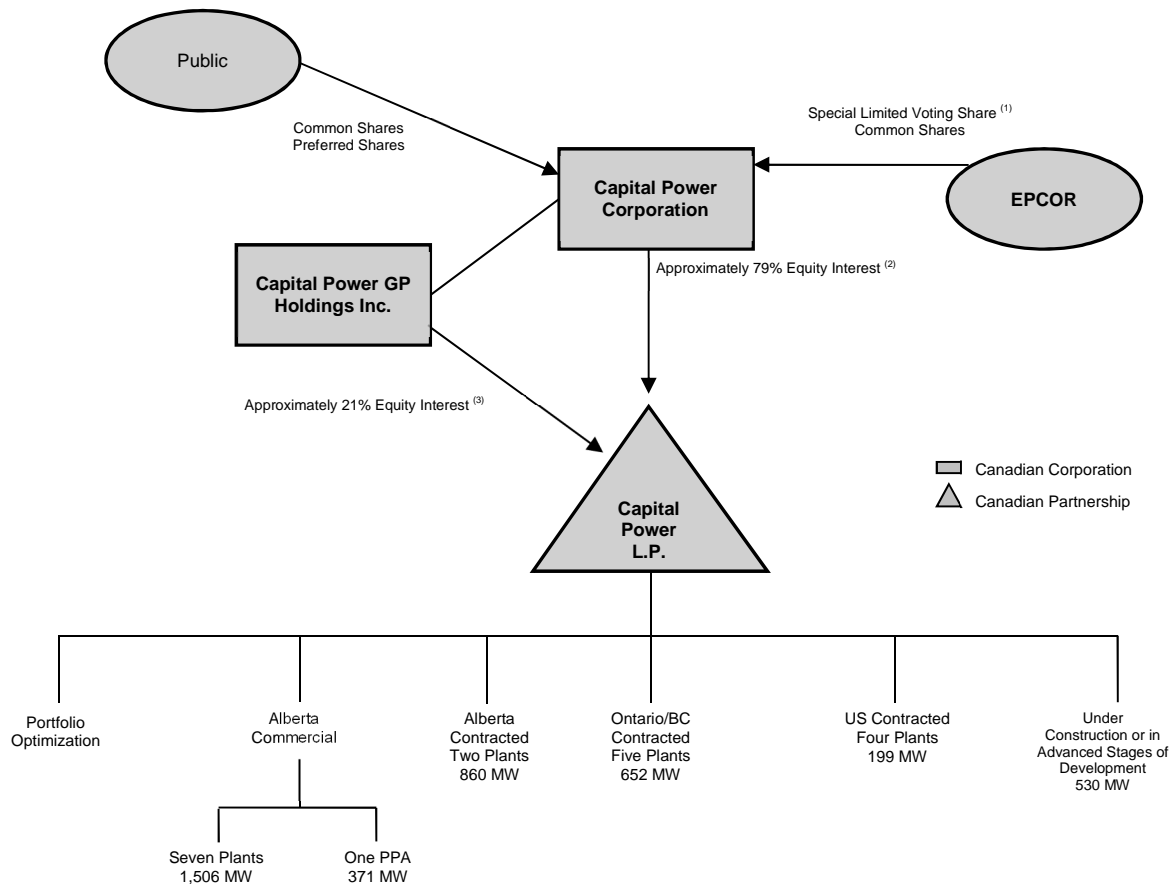 Public
Special Limited Voting Share (1)
Common Shares
Common Shares
Preferred Shares
Capital Power
Corporation
EPCOR
Capital Power GP
Holdings Inc.
Approximately 79% Equity Interest (2)
Approximately 21% Equity Interest (3)
Canadian Corporation
Canadian Partnership
Capital
Power
L.P.
Portfolio
Optimization
Alberta
Commercial
Alberta
Contracted
Two Plants
860 MW
Ontario/BC
Contracted
Five Plants
652 MW
US Contracted
Four Plants
199 MW
Under
Construction or in
Advanced Stages of
Development
530 MW
Seven Plants
1,506 MW
One PPA
371 MW